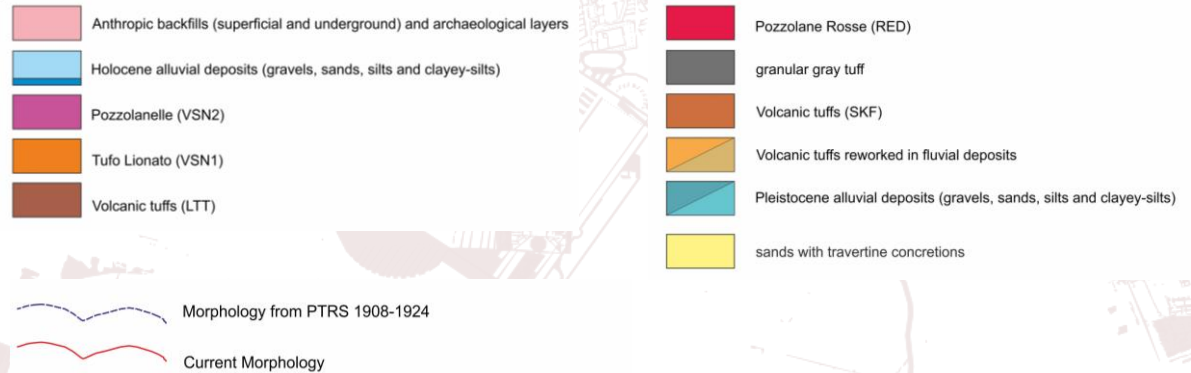 Anthropic backfills (superficial and underground) and archaeological layers
Holocene alluvial deposits (gravels, sands, silts and clayey-silts)
Pozzolanelle (VSN2)
Tufo Lionato (VSN1)
Volcanic tuffs (LTT)
Pozzolane Rosse (RED)
granular gray tuff
Volcanic tuffs (SKF)
Volcanic tuffs reworked in fluvial deposits
Pleistocene alluvial deposits (gravels, sands, silts and clayey-silts)
sands with travertine concretions
Morphology from PTRS 1908-1924
Current Morphology